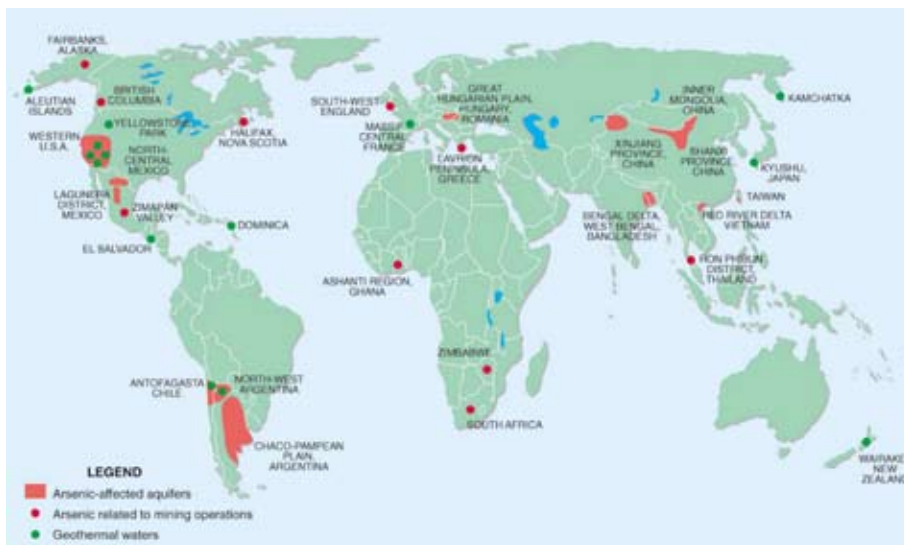 FAIRBANKS,
ALASKA
ALEUTIAN
ISLANDS
BRITISH
COLUMBIA
YELLOWSTONE
PARK
WESTERN
U.S.A.
NORTH-
CENTRAL
MEXICO
HALIFAX,
NOVA SCOTIA
LAGUNERA
DISTRICT,
MEXICO
ZIMAPAN
VALLEY
EL SALVADOR
DOMINICA
SOUTH-WEST
ENGLAND
MASSIF
CENTRAL
FRANCE
GREAT
HUNGARIAN PLAIN,
HUNGARY,
ROMANIA
LAVRION
PENINSULA,
GREECE
INNER
MONGOLIA,
CHINA
XINJIANG
PROVINCE,
CHINA
SHANXI
PROVINCE
CHINA
KAMCHATKA
KYUSHU,
JAPAN
TAIWAN
BENGAL DELTA,
WEST BENGAL,
BANGLADESH
RED RIVER DELTA
VIETNAM
RON PHIBUN
DISTRICT,
THAILAND
ASHANTI REGION,
GHANA
ZIMBABWE
SOUTH AFRICA
ANTOFAGASTA
CHILE
NORTH-WEST
ARGENTINA
CHACO-PAMPEAN
PLAIN,
ARGENTINA
WAIRAKEI
NEW
ZEALAND
LEGEND
Arsenic-affected aquifers
Arsenic related to mining operations
Geothermal waters